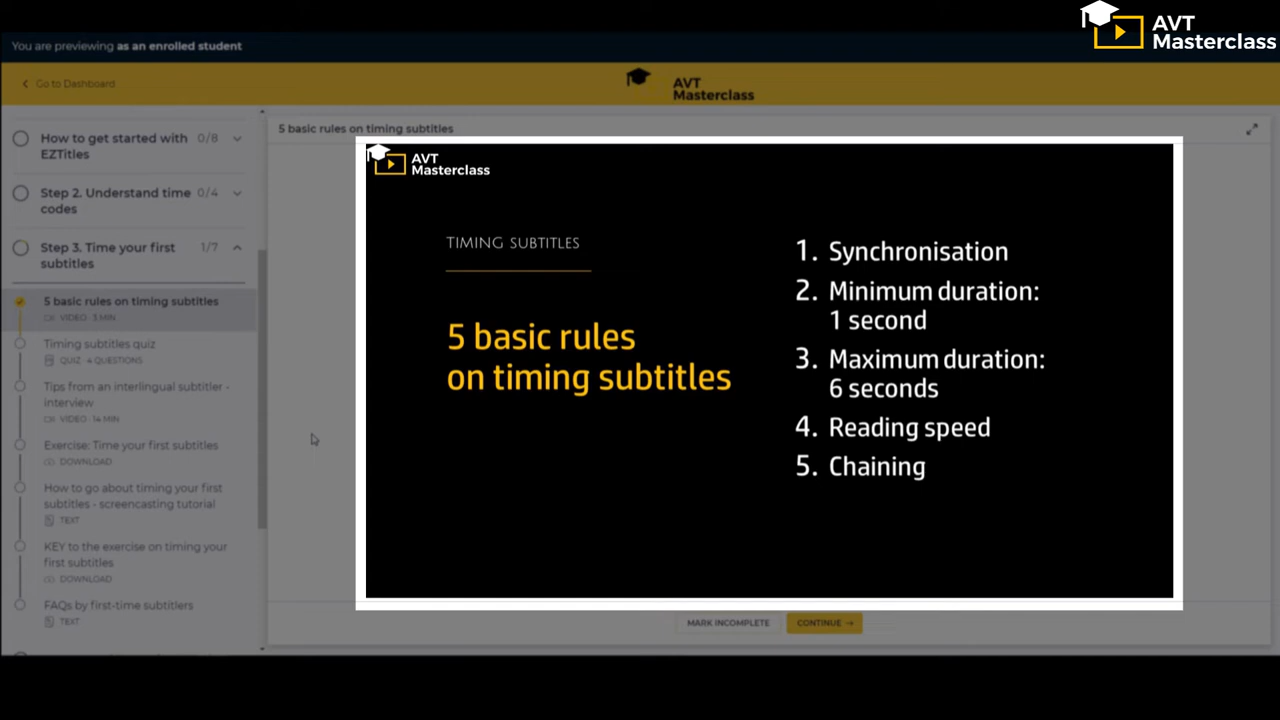 You are previewing as an enrolled student
AVT
Masterclass
Go to Dashboard
AVT
Masterclass
How to get started with 0/8
EZTitles
Step 2. Understand time 0/4
codes
Step 3. Time your first 1/7
subtitles
5 basic rules on timing subtitles
VIDEO · 3 MIN
Timing subtitles quiz
QUIZ · 4 QUESTIONS
Tips from an interlingual subtitler -
interview
VIDEO · 14 MIN
Exercise: Time your first subtitles
DOWNLOAD
How to go about timing your first
subtitles - screencasting tutorial
TEXT
KEY to the exercise on timing your
first subtitles
DOWNLOAD
FAQs by first-time subtitlers
TEXT
5 basic rules on timing subtitles
AVT
Masterclass
TIMING SUBTITLES
5 basic rules
on timing subtitles
1. Synchronisation
2. Minimum duration:
1 second
3. Maximum duration:
6 seconds
4. Reading speed
5. Chaining
MARK INCOMPLETE
CONTINUE →